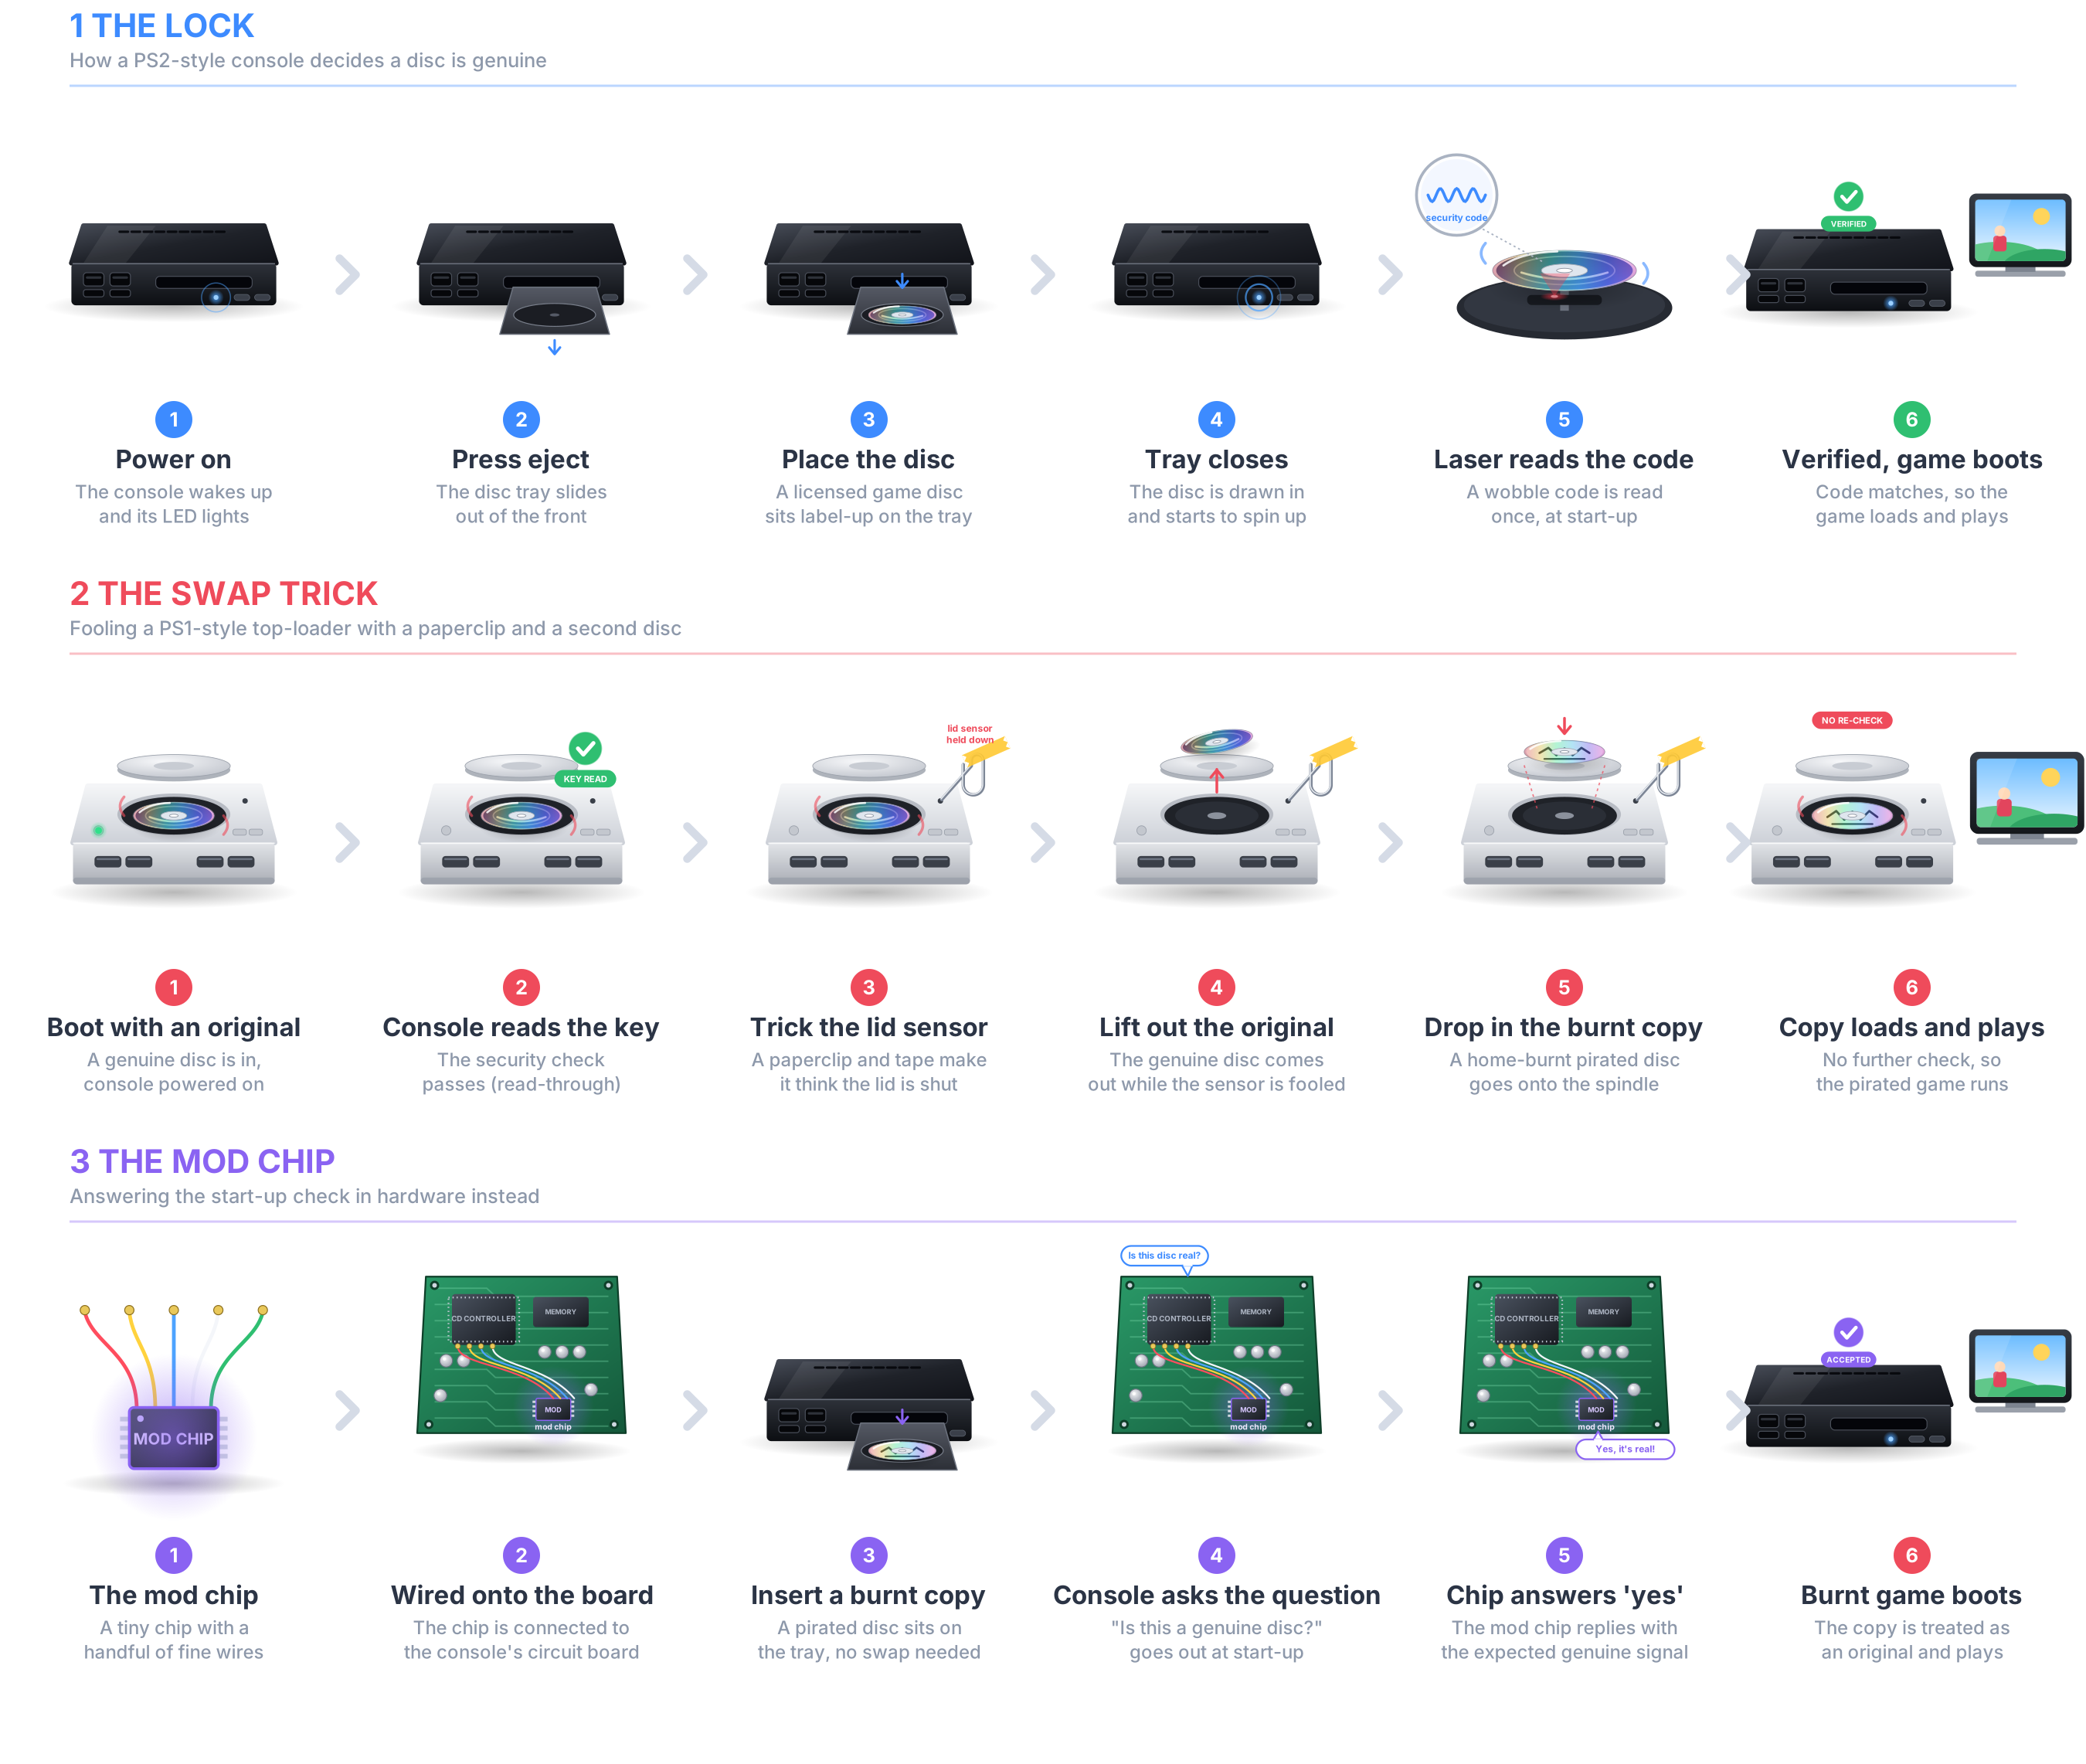 1 THE LOCK
How a PS2-style console decides a disc is genuine
security code
VERIFIED
1
2
3
4
5
6
Power on
Press eject
Place the disc
Tray closes
Laser reads the code
Verified, game boots
The console wakes up
and its LED lights
The disc tray slides
out of the front
A licensed game disc
sits label-up on the tray
The disc is drawn in
and starts to spin up
A wobble code is read
once, at start-up
Code matches, so the
game loads and plays
2 THE SWAP TRICK
Fooling a PS1-style top-loader with a paperclip and a second disc
KEY READ
lid sensor
held down
NO RE-CHECK
1
2
3
4
5
6
Boot with an original
Console reads the key
Trick the lid sensor
Lift out the original
Drop in the burnt copy
Copy loads and plays
A genuine disc is in,
console powered on
The security check
passes (read-through)
A paperclip and tape make
it think the lid is shut
The genuine disc comes
out while the sensor is fooled
A home-burnt pirated disc
goes onto the spindle
No further check, so
the pirated game runs
3 THE MOD CHIP
Answering the start-up check in hardware instead
MOD CHIP
CD CONTROLLER
MEMORY
MOD
mod chip
Is this disc real?
CD CONTROLLER
MEMORY
MOD
mod chip
CD CONTROLLER
MEMORY
MOD
mod chip
Yes, it's real!
ACCEPTED
1
2
3
4
5
6
The mod chip
Wired onto the board
Insert a burnt copy
Console asks the question
Chip answers 'yes'
Burnt game boots
A tiny chip with a
handful of fine wires
The chip is connected to
the console's circuit board
A pirated disc sits on
the tray, no swap needed
"Is this a genuine disc?"
goes out at start-up
The mod chip replies with
the expected genuine signal
The copy is treated as
an original and plays